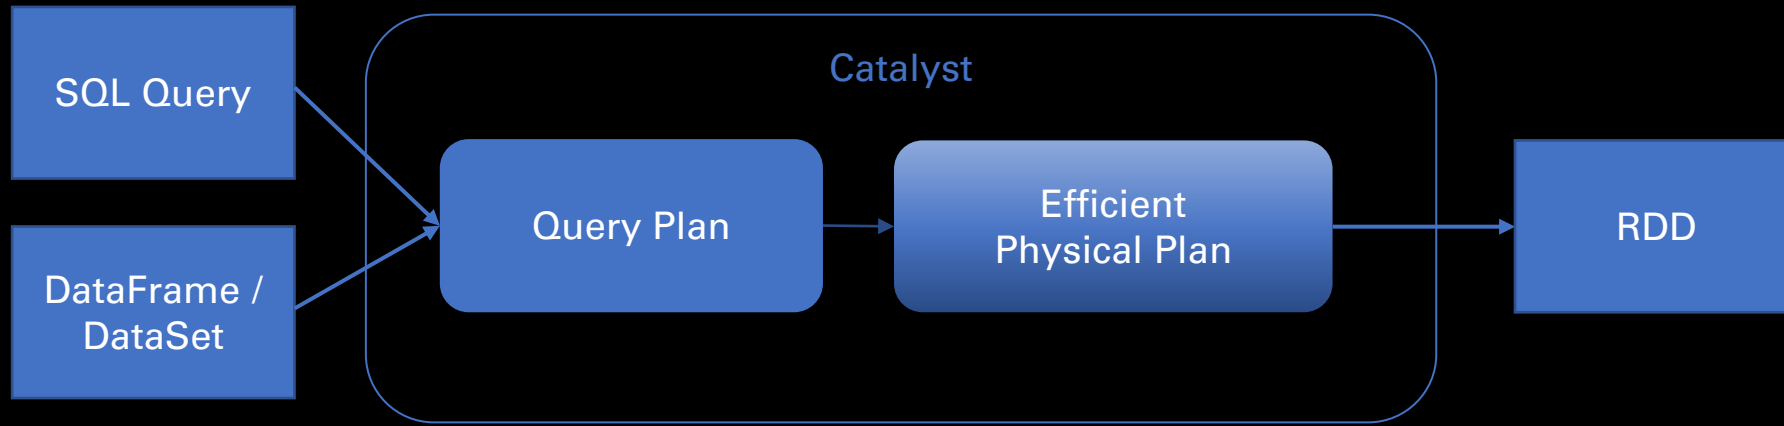 SQL Query
DataFrame /
DataSet
Catalyst
Query Plan
Efficient
Physical Plan
RDD